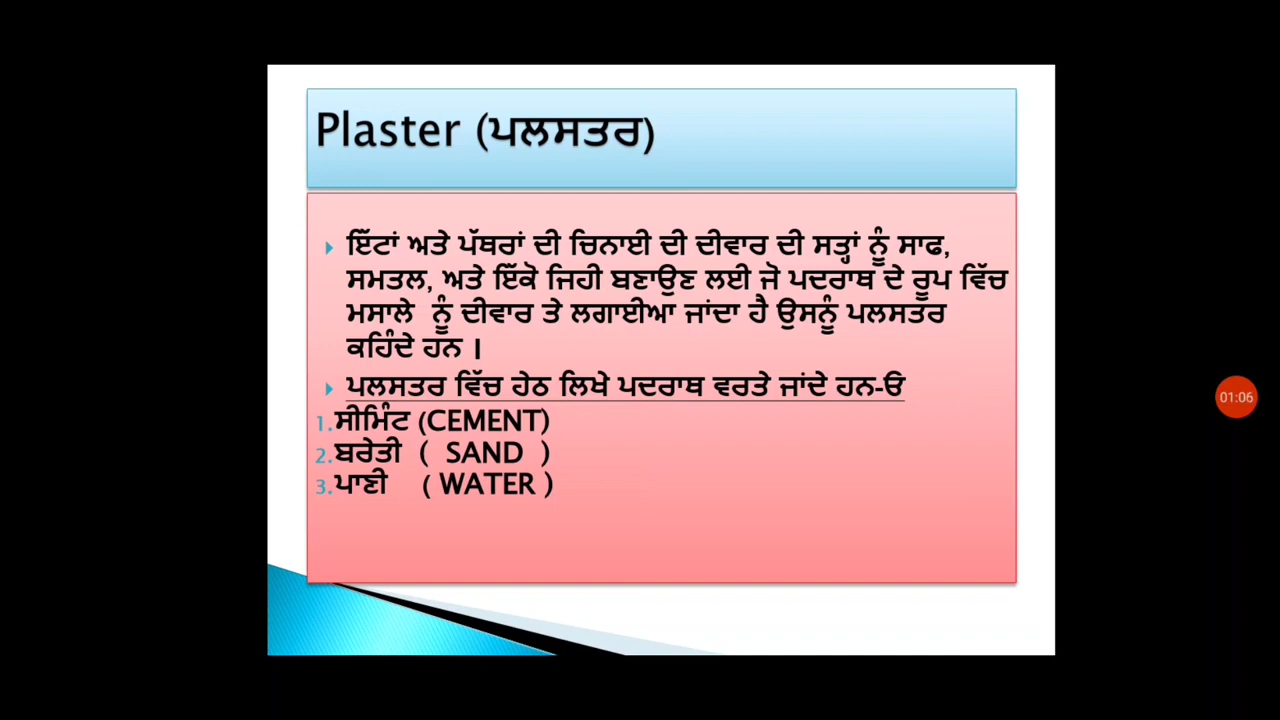 Plaster (ਪਲਸਤਰ)
ਇੱਟਾਂ ਅਤੇ ਪੱਥਰਾਂ ਦੀ ਚਿਨਾਈ ਦੀ ਦੀਵਾਰ ਦੀ ਸਤ੍ਹਾਂ ਨੂੰ ਸਾਫ,
ਸਮਤਲ, ਅਤੇ ਇੱਕੋ ਜਿਹੀ ਬਣਾਉਣ ਲਈ ਜੋ ਪਦਰਾਥ ਦੇ ਰੂਪ ਵਿੱਚ
ਮਸਾਲੇ ਨੂੰ ਦੀਵਾਰ ਤੇ ਲਗਾਈਆ ਜਾਂਦਾ ਹੈ ਉਸਨੂੰ ਪਲਸਤਰ
ਕਹਿੰਦੇ ਹਨ ।
ਪਲਸਤਰ ਵਿੱਚ ਹੇਠ ਲਿਖੇ ਪਦਰਾਥ ਵਰਤੇ ਜਾਂਦੇ ਹਨ-ਓ
1. ਸੀਮਿੰਟ (CEMENT)
2. ਬਰੇਤੀ ( SAND )
3. ਪਾਣੀ ( WATER )
01:06